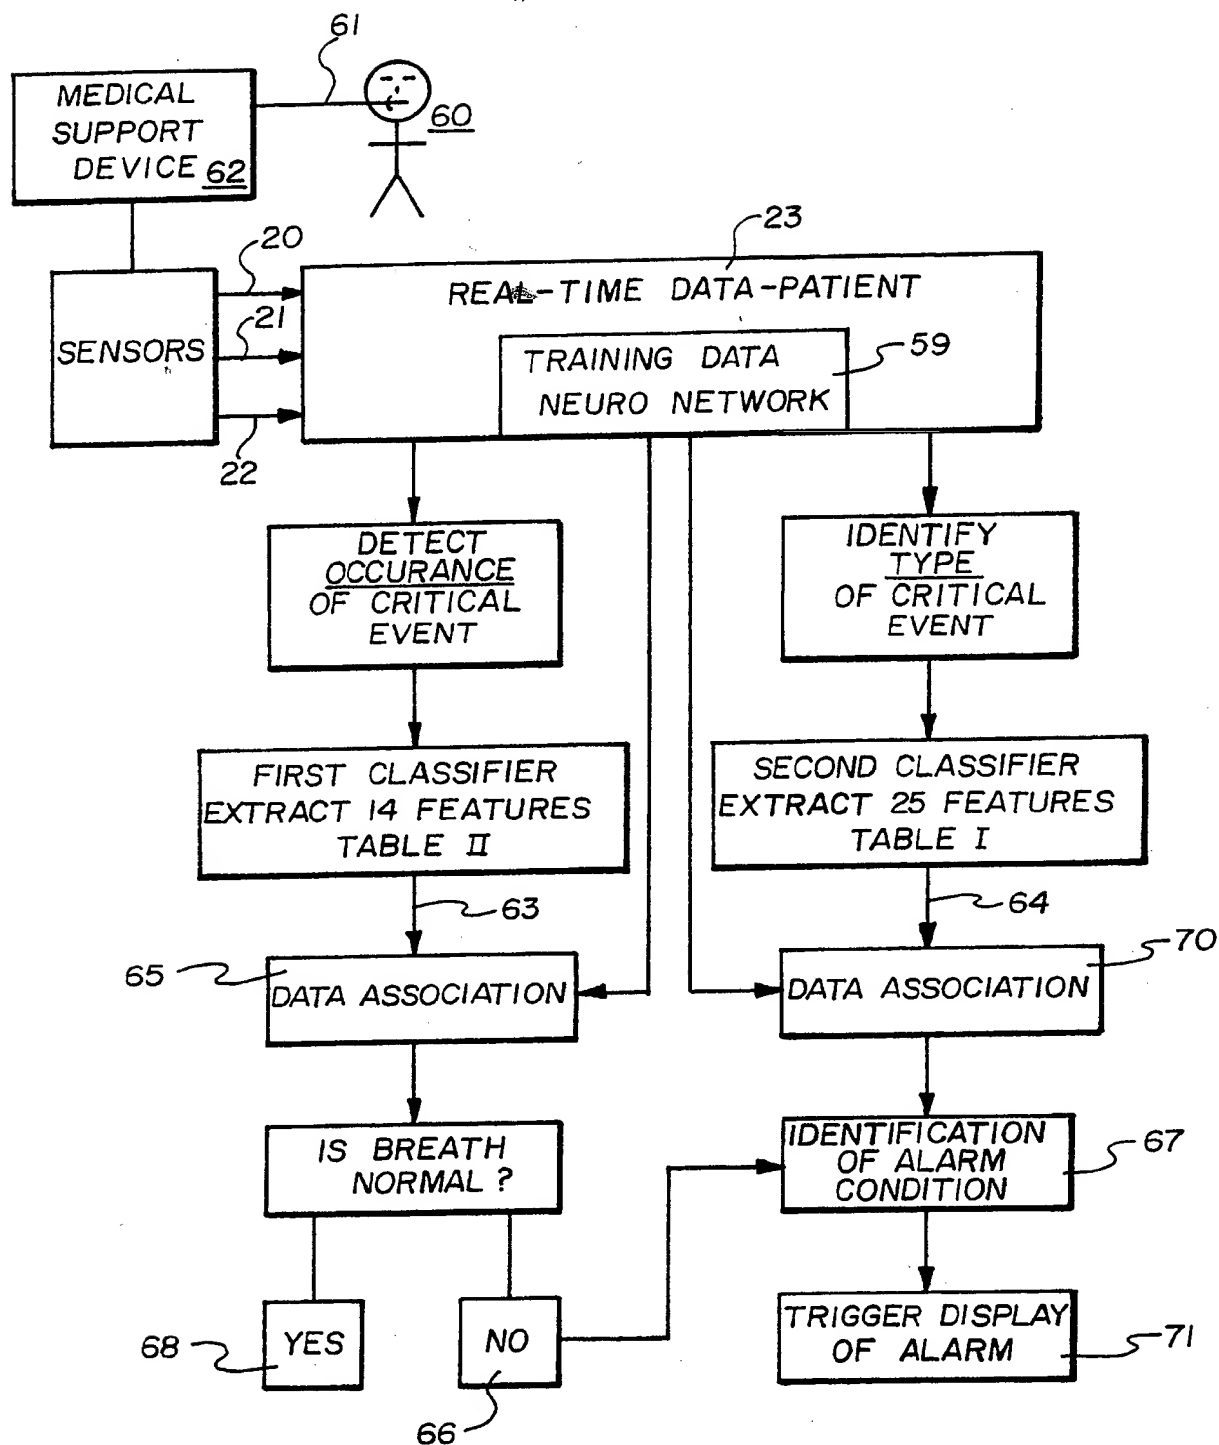 61
MEDICAL
SUPPORT
DEVICE 62
60
20
23
REAL-TIME DATA-PATIENT
21
SENSORS
TRAINING DATA
59
NEURO NETWORK
22
DETECT
OCCURANCE
OF CRITICAL
EVENT
IDENTIFY
TYPE
OF CRITICAL
EVENT
FIRST CLASSIFIER
EXTRACT 14 FEATURES
TABLE II
SECOND CLASSIFIER
EXTRACT 25 FEATURES
TABLE I
63
64
65
DATA ASSOCIATION
70
DATA ASSOCIATION
IS BREATH
NORMAL?
IDENTIFICATION
OF ALARM
CONDITION
67
68
YES
NO
66
TRIGGER DISPLAY
OF ALARM
71